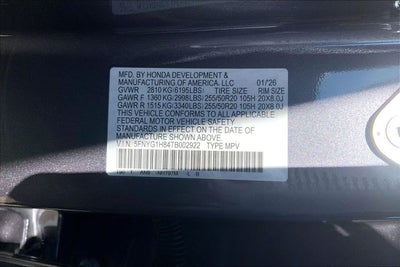 MFD. BY HONDA DEVELOPMENT &
MANUFACTURING OF AMERICA, LLC 01/26
GVWR 2810 KG(6195LBS) TIRE SIZE RIM SIZE
GAWR F 1360 KG(2998LBS) 255/50R20 105H 20X8.0J
GAWR R 1515 KG(3340LBS) 255/50R20 105H 20X8.0J
THIS VEHICLE CONFORMS TO ALL APPLICABLE
FEDERAL MOTOR VEHICLE SAFETY
STANDARDS IN EFFECT ON THE DATE OF
MANUFACTURE SHOWN ABOVE.
V.I.N. 5FNYG1H84TB002922 TYPE MPV